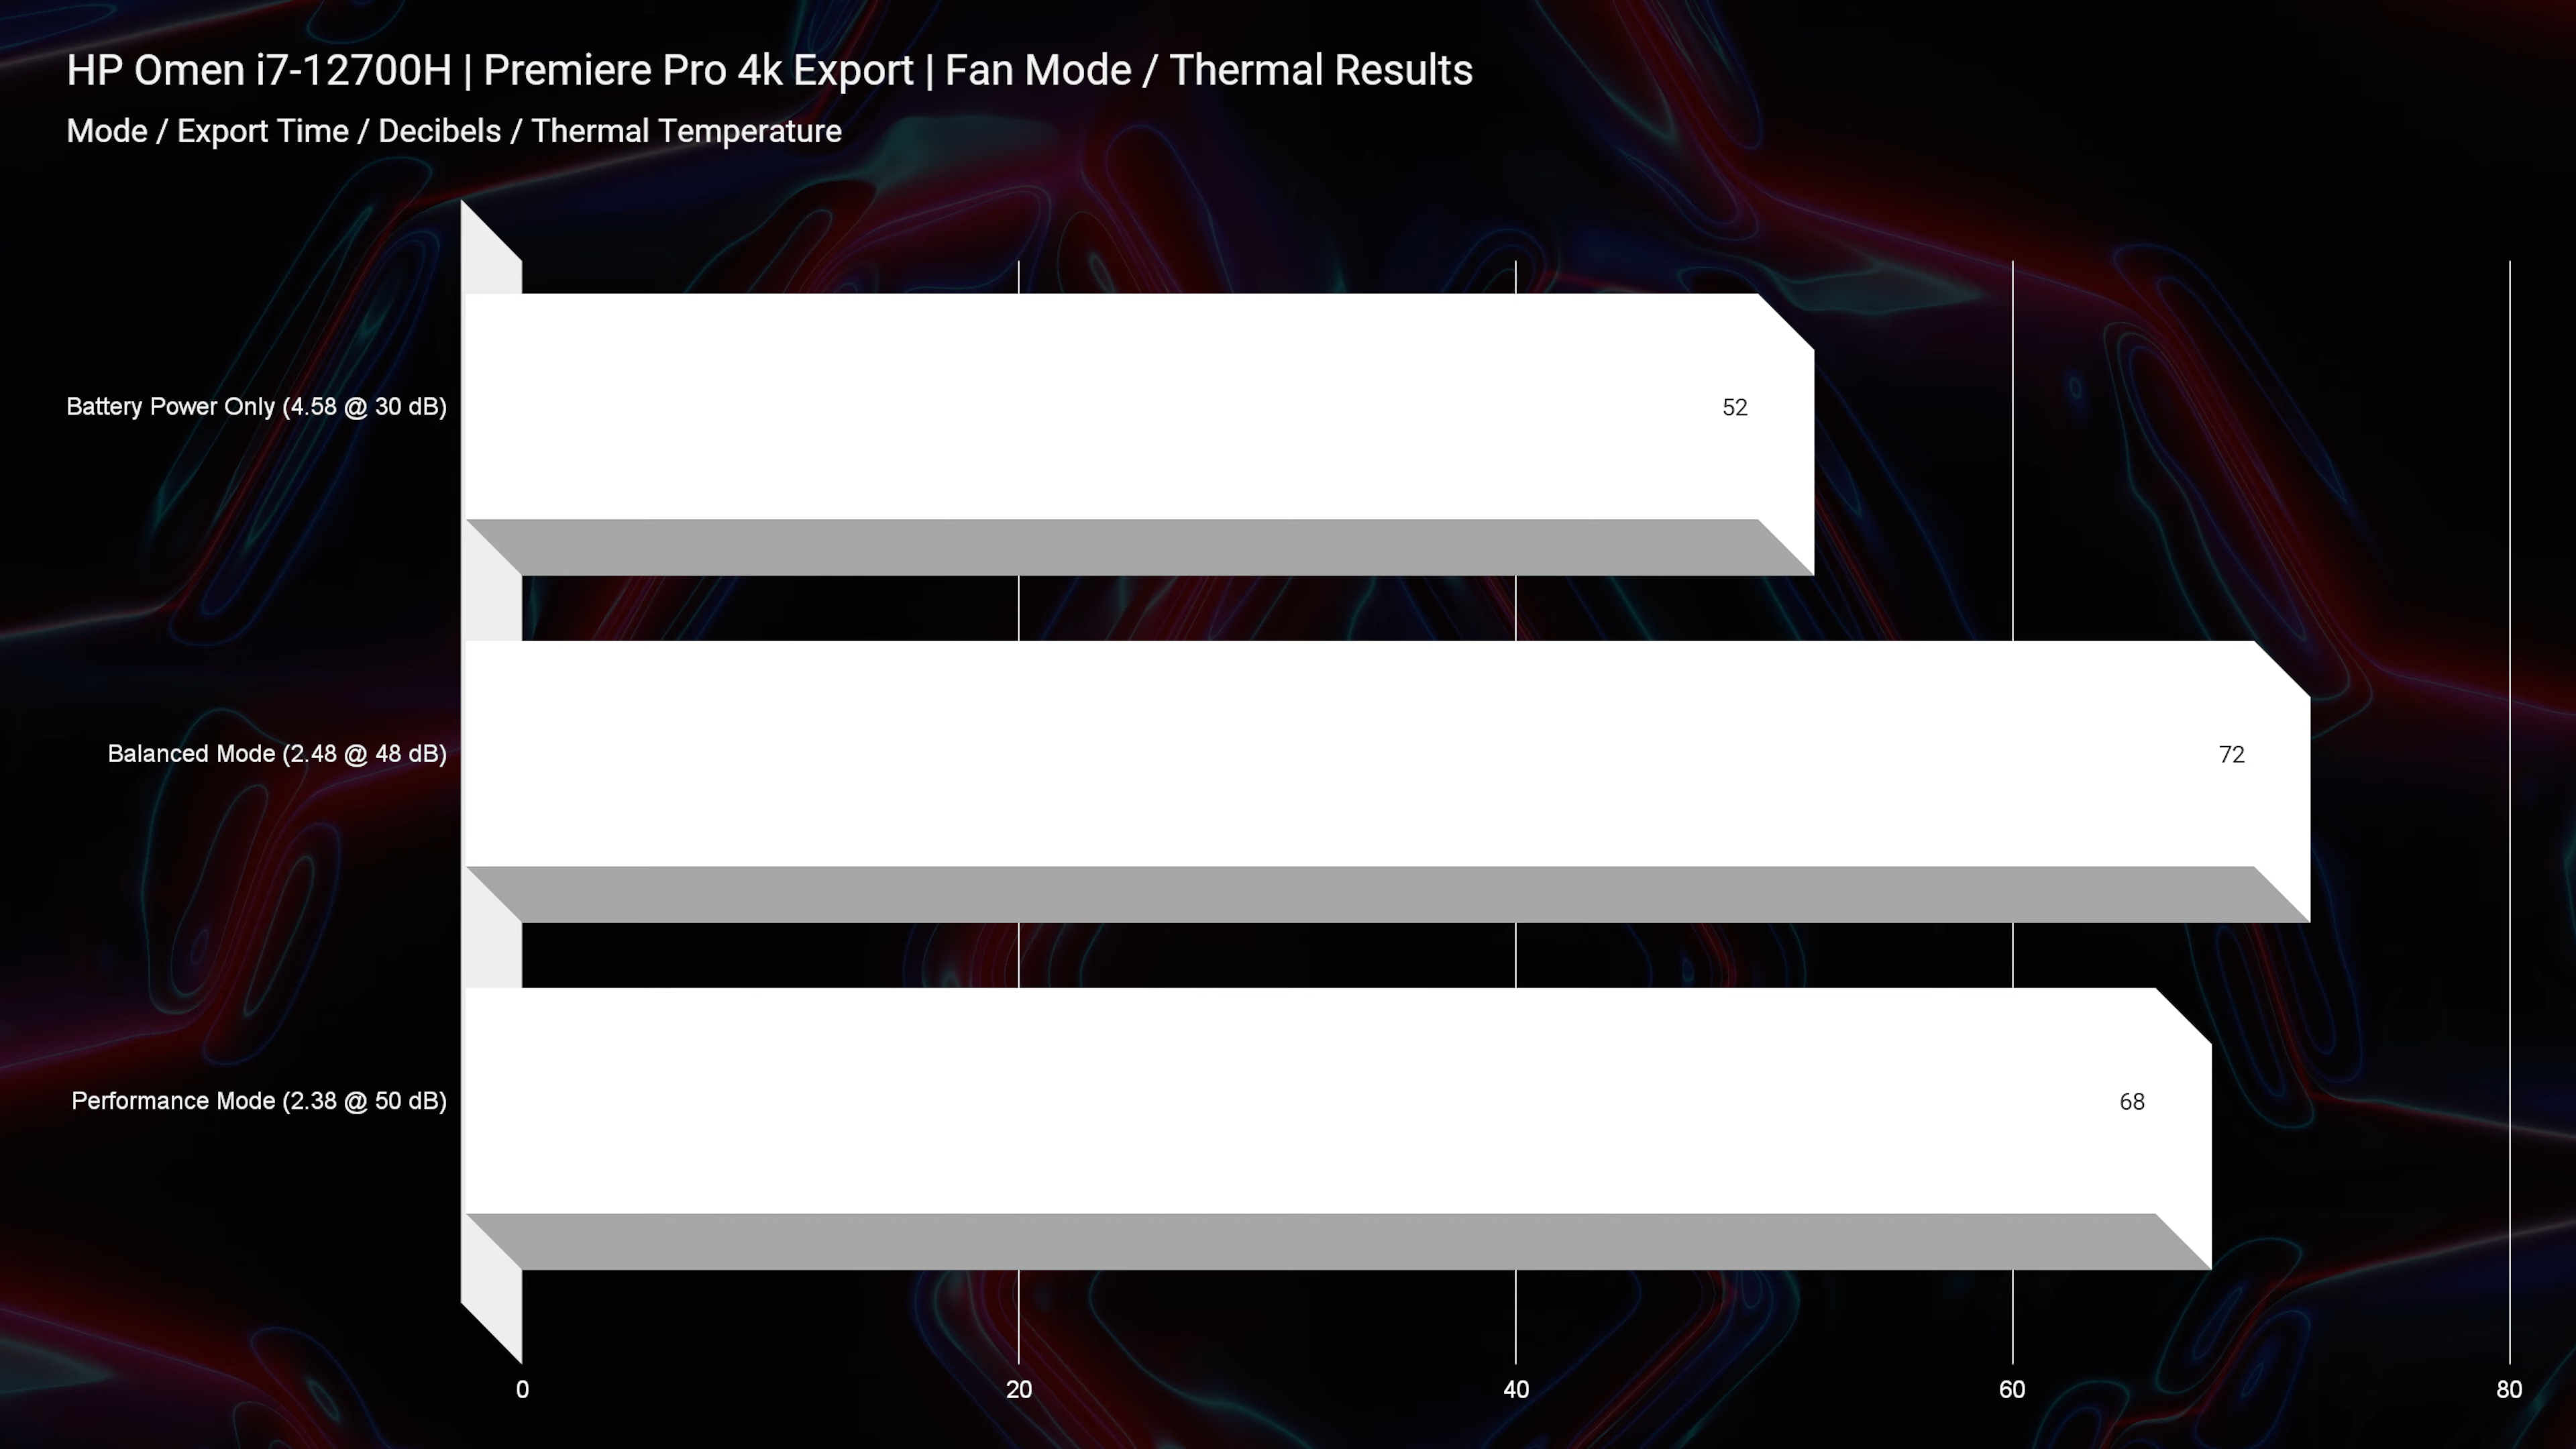 HP Omen i7-12700H | Premiere Pro 4k Export | Fan Mode / Thermal Results
Mode / Export Time / Decibels / Thermal Temperature
Battery Power Only (4.58 @ 30 dB)
52
Balanced Mode (2.48 @ 48 dB)
72
Performance Mode (2.38 @ 50 dB)
68
0 20 40 60 80